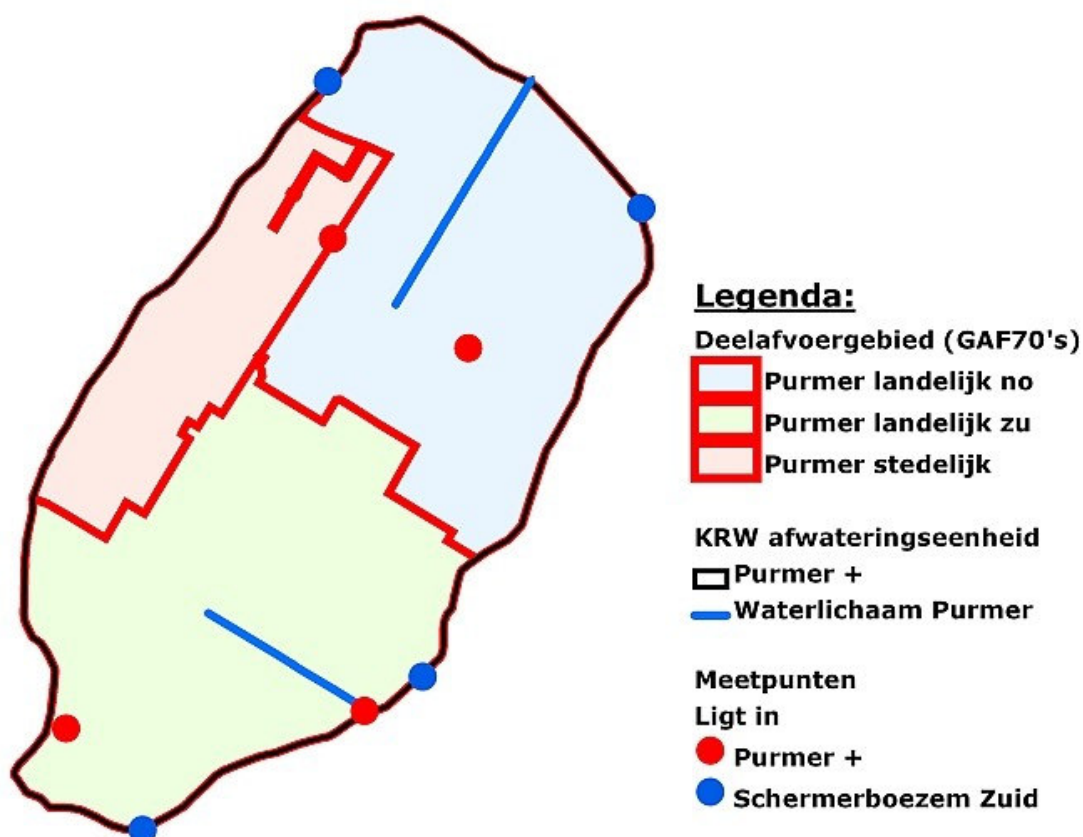 Legenda:
Deelafvoergebied (GAF70's)
Purmer landelijk no
Purmer landelijk zu
Purmer stedelijk
KRW afwateringseenheid
Purmer +
Waterlichaam Purmer
Meetpunten
Ligt in
Purmer +
Schermerboezem Zuid